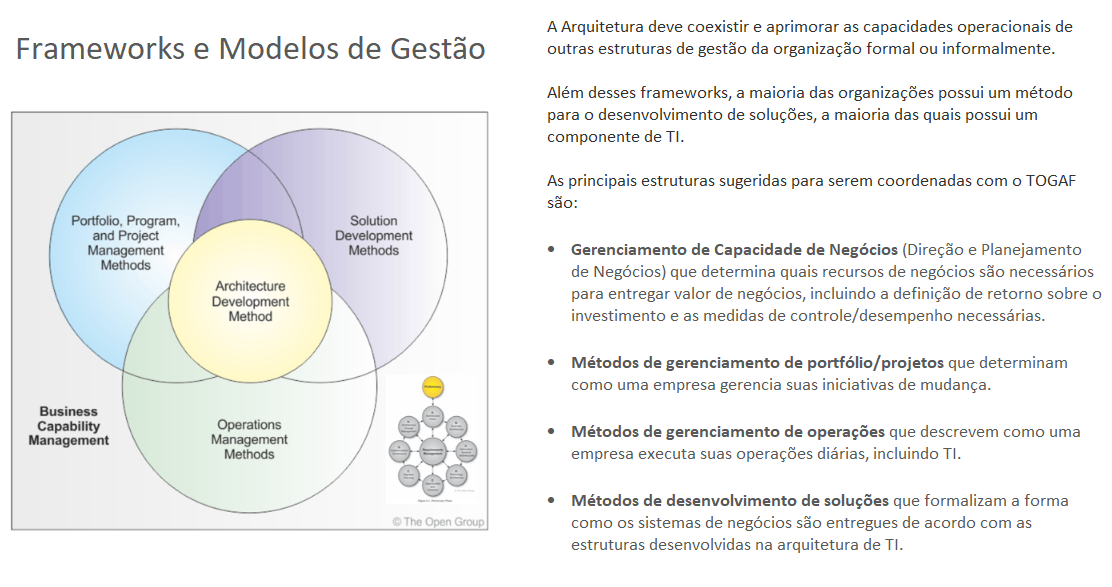 Frameworks e Modelos de Gestão
Portfolio, Program,
and Project
Management
Methods
Solution
Development
Methods
Architecture
Development
Method
Business
Capability
Management
Operations
Management
Methods
© The Open Group
A Arquitetura deve coexistir e aprimorar as capacidades operacionais de
outras estruturas de gestão da organização formal ou informalmente.
Além desses frameworks, a maioria das organizações possui um método
para o desenvolvimento de soluções, a maioria das quais possui um
componente de TI.
As principais estruturas sugeridas para serem coordenadas com o TOGAF
são:
• Gerenciamento de Capacidade de Negócios (Direção e Planejamento
de Negócios) que determina quais recursos de negócios são necessários
para entregar valor de negócios, incluindo a definição de retorno sobre o
investimento e as medidas de controle/desempenho necessárias.
• Métodos de gerenciamento de portfólio/projetos que determinam
como uma empresa gerencia suas iniciativas de mudança.
• Métodos de gerenciamento de operações que descrevem como uma
empresa executa suas operações diárias, incluindo TI.
• Métodos de desenvolvimento de soluções que formalizam a forma
como os sistemas de negócios são entregues de acordo com as
estruturas desenvolvidas na arquitetura de TI.